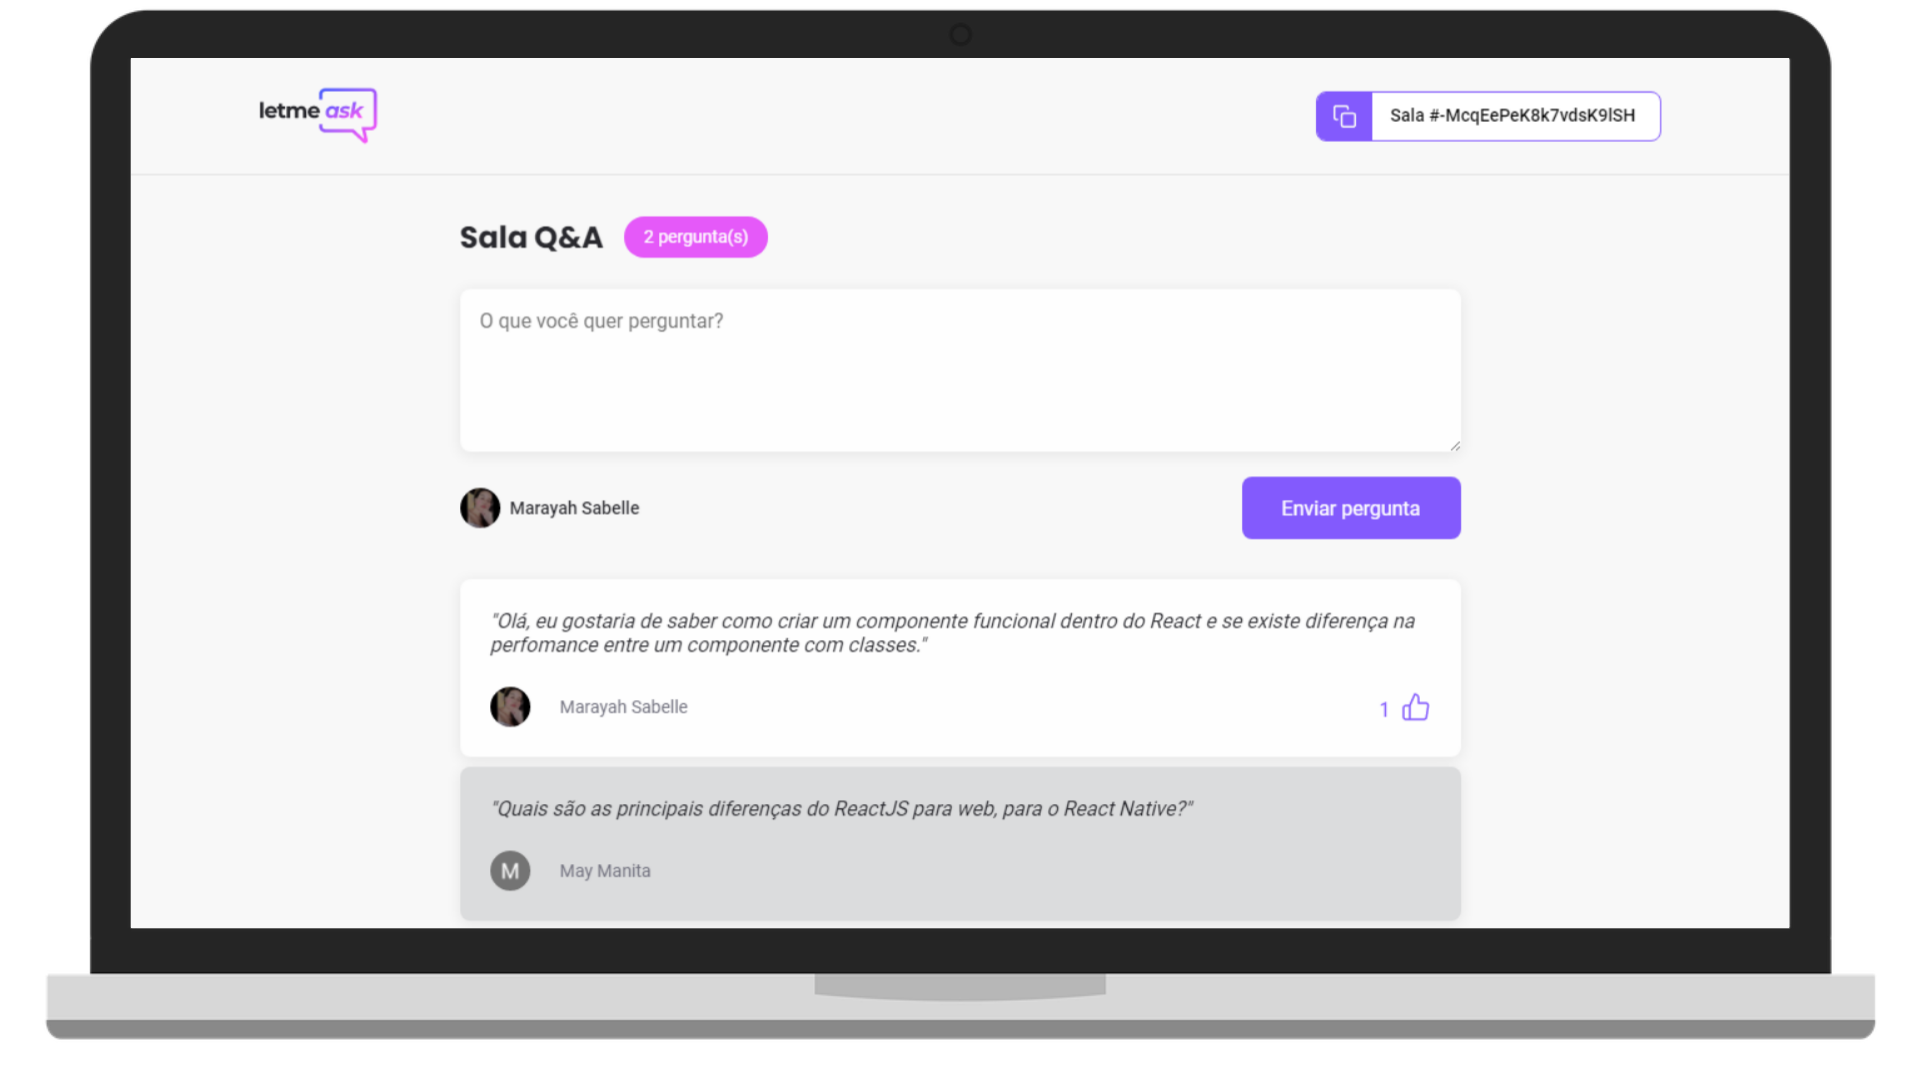 letme ask
Sala #-McqEePeK8k7vdsK9lSH
Sala Q&A
2 pergunta(s)
O que você quer perguntar?
Marayah Sabelle
Enviar pergunta
"Olá, eu gostaria de saber como criar um componente funcional dentro do React e se existe diferença na
perfomance entre um componente com classes."
Marayah Sabelle
1
"Quais são as principais diferenças do ReactJS para web, para o React Native?"
M
May Manita